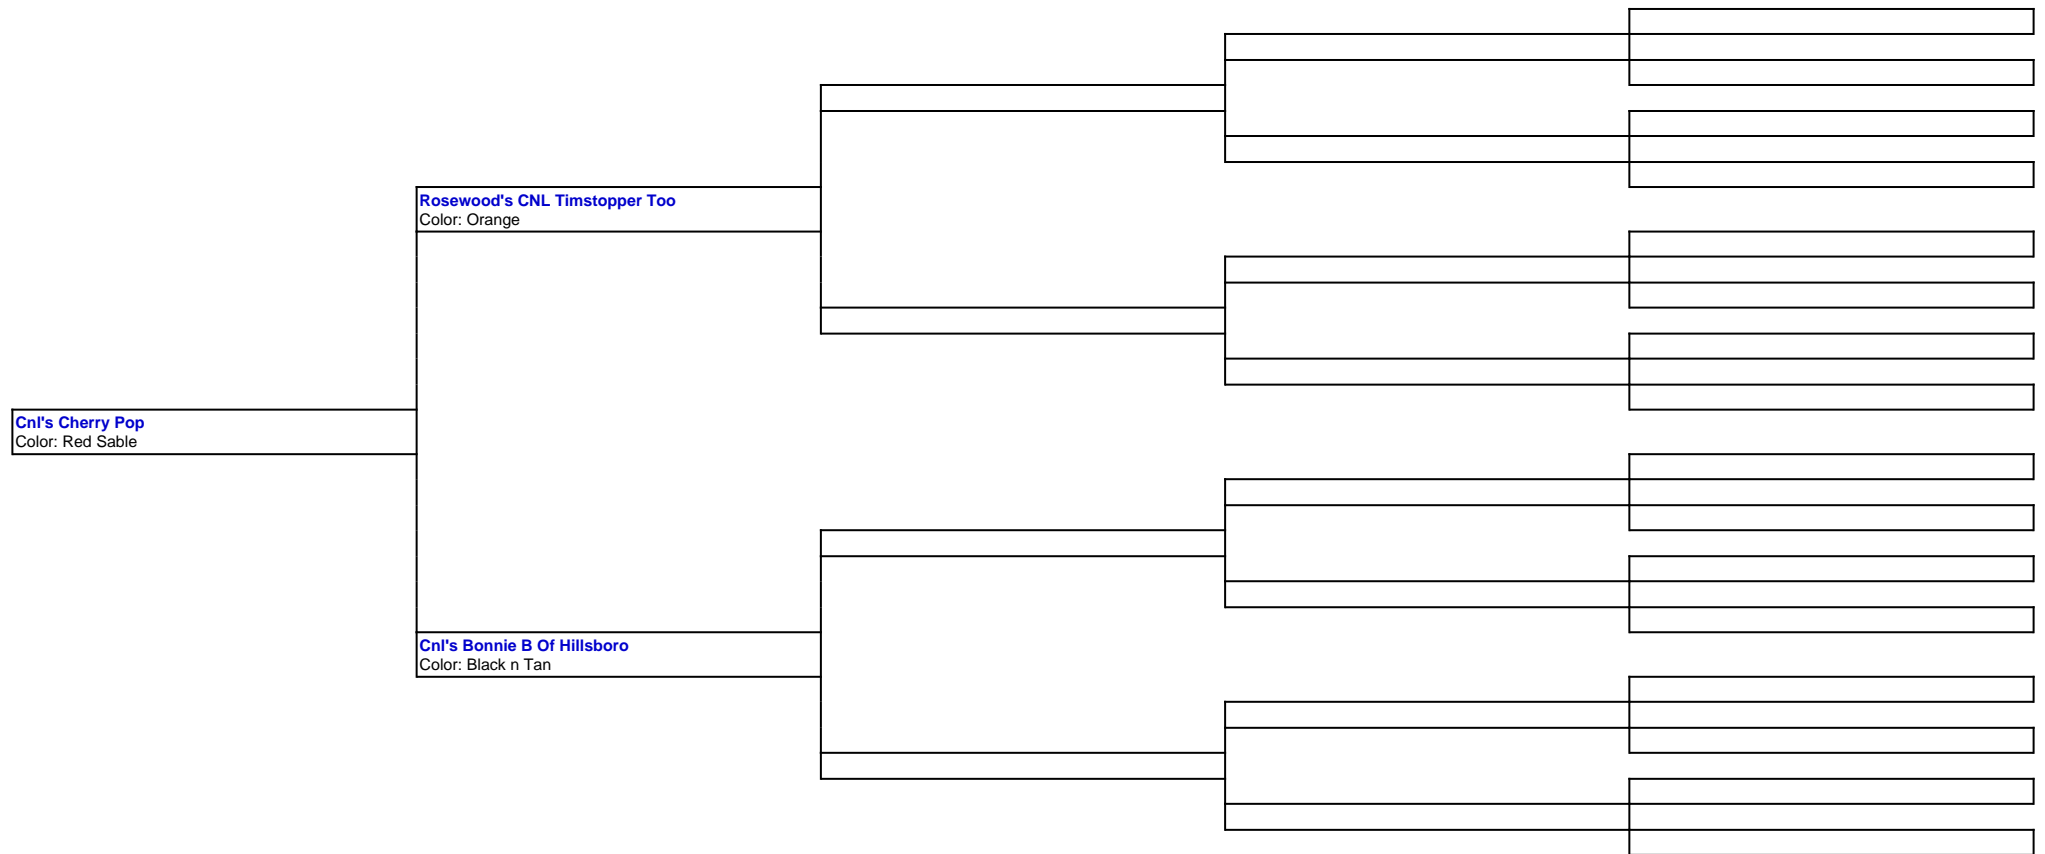 Rosewood's CNL Timstopper Too
Color: Orange
Cnl's Cherry Pop
Color: Red Sable
Cnl's Bonnie B Of Hillsboro
Color: Black n Tan